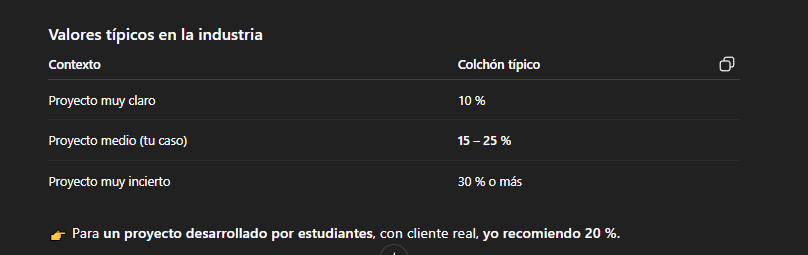 Valores típicos en la industria
Contexto Colchón típico
Proyecto muy claro 10 %
Proyecto medio (tu caso) 15 – 25 %
Proyecto muy incierto 30 % o más
👉 Para un proyecto desarrollado por estudiantes, con cliente real, yo recomiendo 20 %.